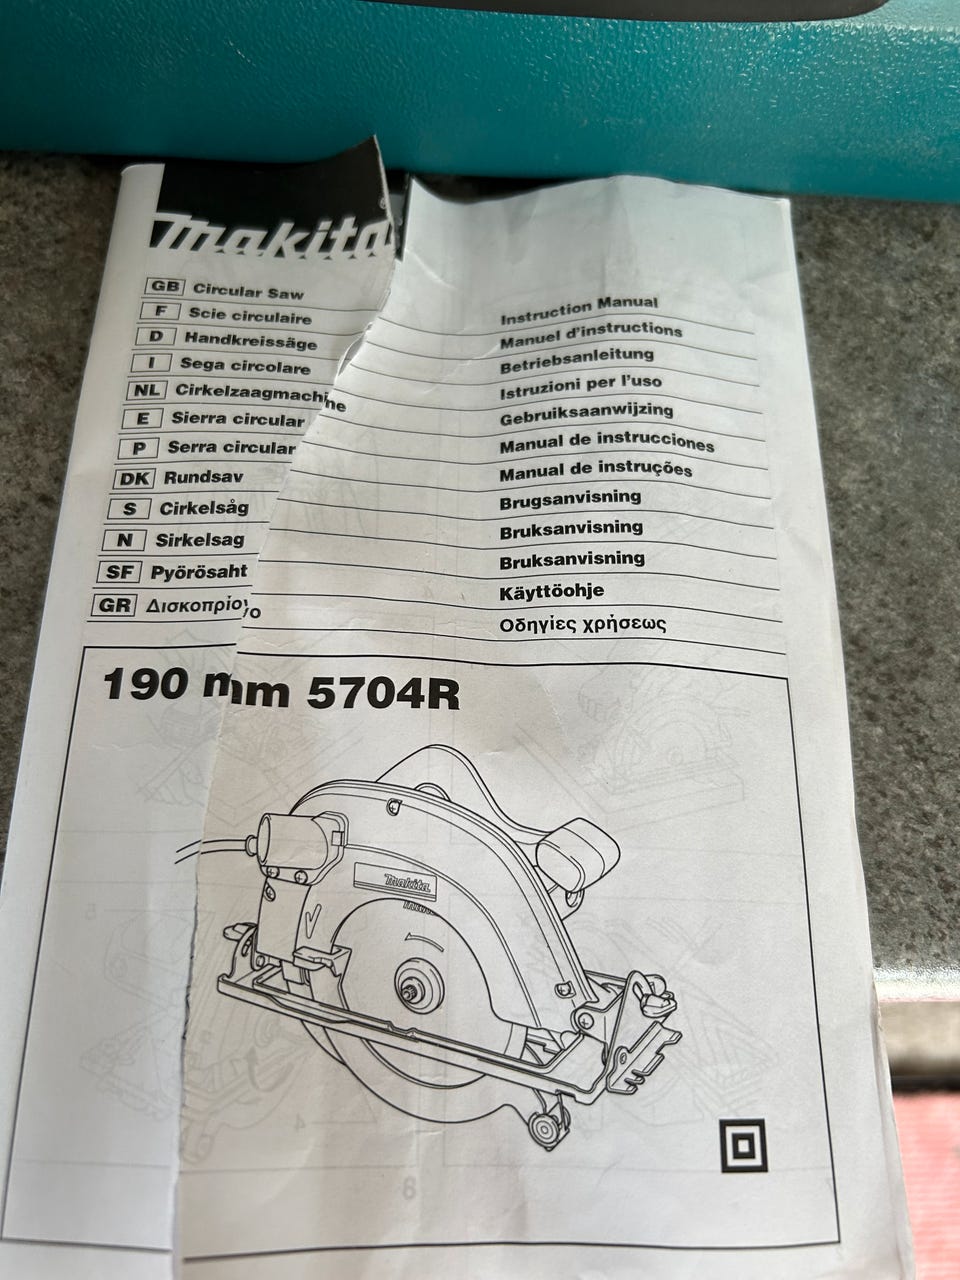 makita
GB Circular Saw Instruction Manual
F Scie circulaire Manuel d'instructions
D Handkreissäge Betriebsanleitung
I Sega circolare Istruzioni per l'uso
NL Cirkelzaagmachine Gebruiksaanwijzing
E Sierra circular Manual de instrucciones
P Serra circular Manual de instruções
DK Rundsav Brugsanvisning
S Cirkelsåg Bruksanvisning
N Sirkelsag Bruksanvisning
SF Pyörösaht Käyttöohje
GR Δισκοπρίονο Οδηγίες χρήσεως
190 mm 5704R
makita